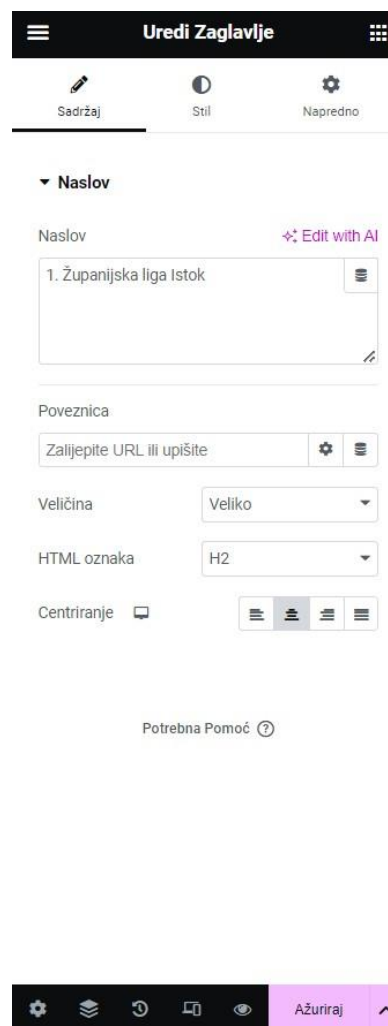 Uredi Zaglavlje
Sadržaj
Stil
Napredno
Naslov
Naslov
Edit with AI
1. Županijska liga Istok
Poveznica
Zalijepite URL ili upišite
Veličina
Veliko
HTML oznaka
H2
Centriranje
Potrebna Pomoć
Ažuriraj